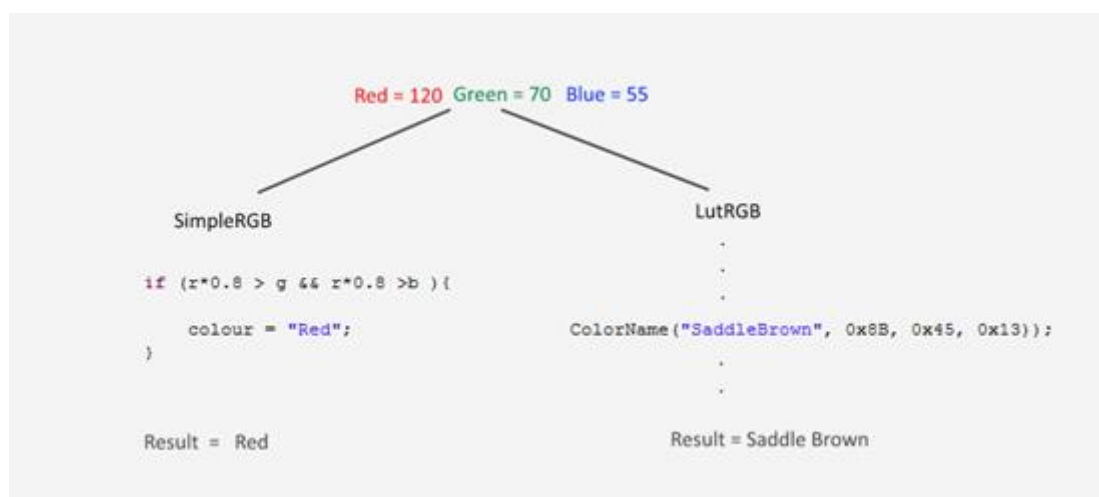 Red = 120 Green = 70 Blue = 55
SimpleRGB
if (r*0.8 > g && r*0.8 >b ){
colour = "Red";
}
Result = Red
LutRGB
.
.
.
ColorName("SaddleBrown", 0x8B, 0x45, 0x13));
.
.
Result = Saddle Brown